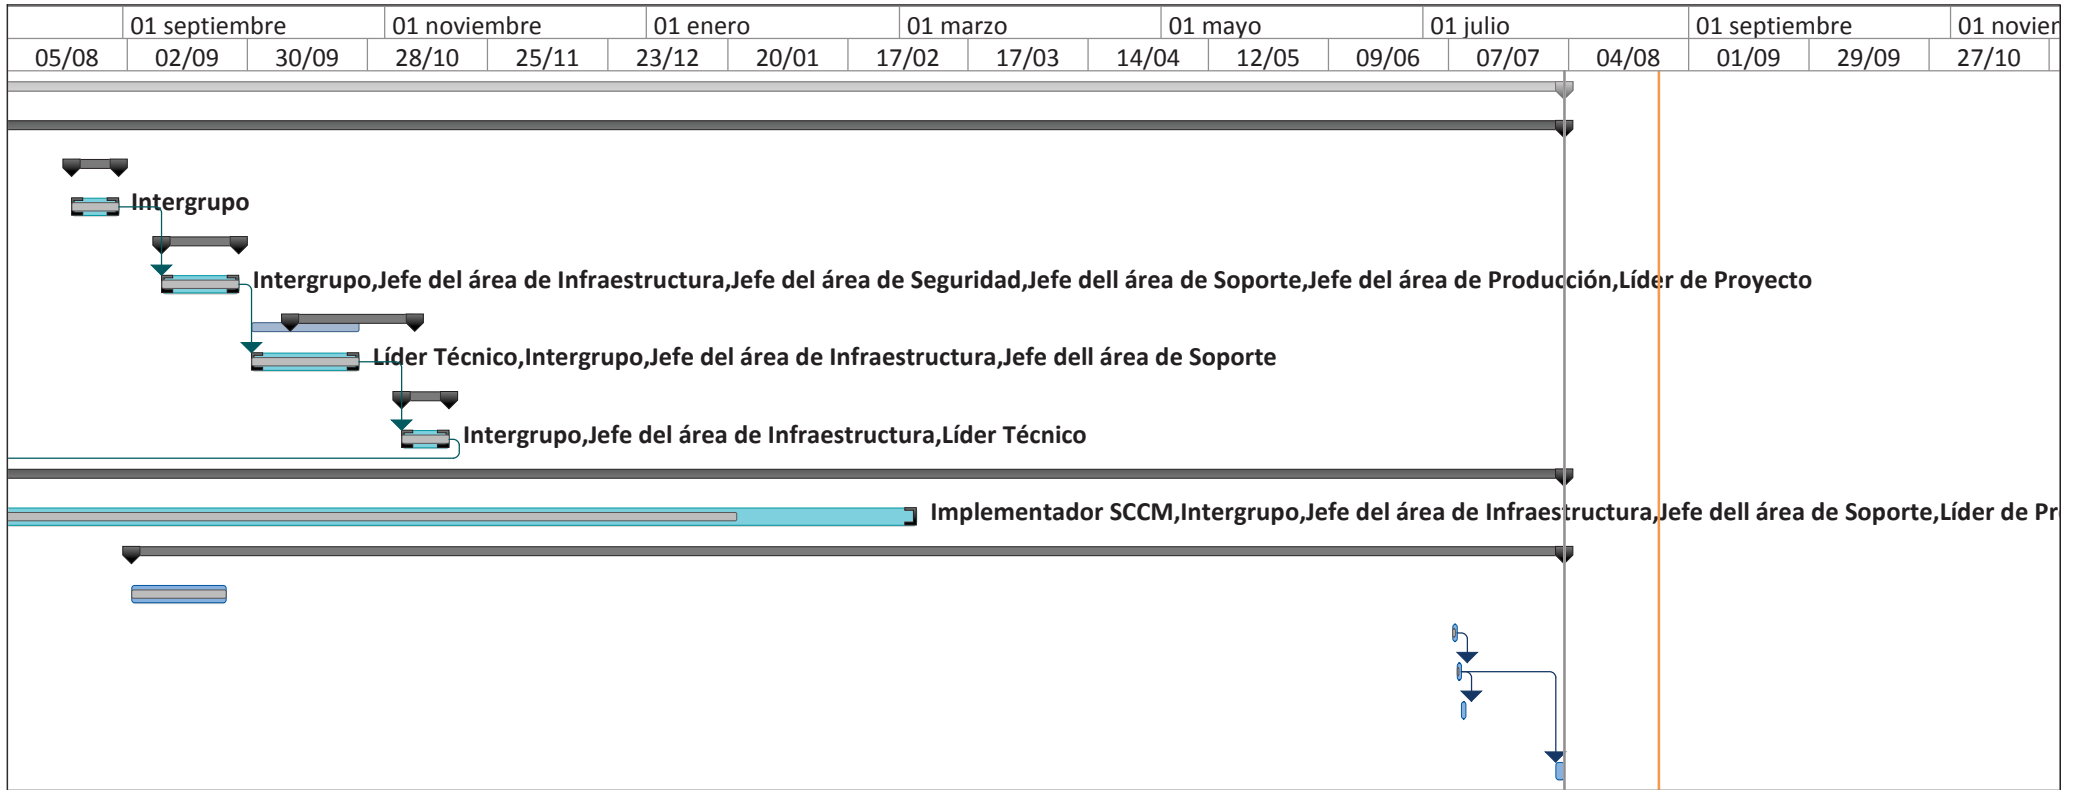 01 septiembre 01 noviembre 01 enero 01 marzo 01 mayo 01 julio 01 septiembre 01 novier
05/08 02/09 30/09 28/10 25/11 23/12 20/01 17/02 17/03 14/04 12/05 09/06 07/07 04/08 01/09 29/09 27/10
Intergrupo
Intergrupo,Jefe del área de Infraestructura,Jefe del área de Seguridad,Jefe dell área de Soporte,Jefe del área de Producción,Líder de Proyecto
Líder Técnico,Intergrupo,Jefe del área de Infraestructura,Jefe dell área de Soporte
Intergrupo,Jefe del área de Infraestructura,Líder Técnico
Implementador SCCM,Intergrupo,Jefe del área de Infraestructura,Jefe dell área de Soporte,Líder de Pr